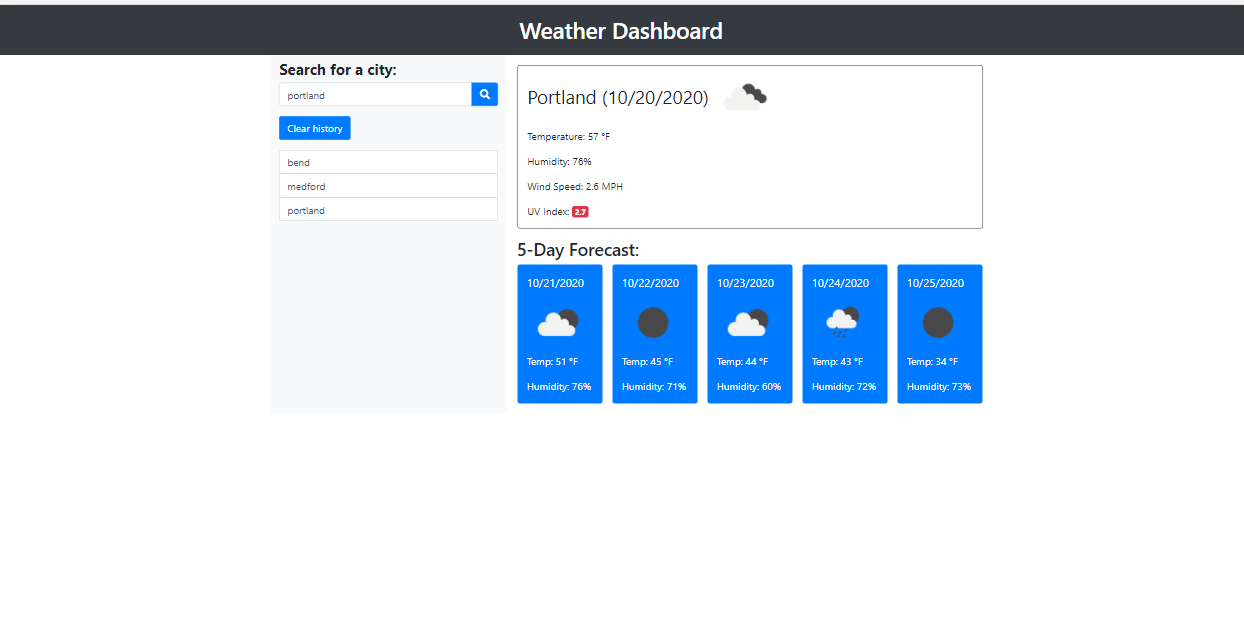 Weather Dashboard
Search for a city:
portland
Clear history
bend
medford
portland
Portland (10/20/2020)
Temperature: 57 °F
Humidity: 76%
Wind Speed: 2.6 MPH
UV Index: 2.7
5-Day Forecast:
10/21/2020
Temp: 51 °F
Humidity: 76%
10/22/2020
Temp: 45 °F
Humidity: 71%
10/23/2020
Temp: 44 °F
Humidity: 60%
10/24/2020
Temp: 43 °F
Humidity: 72%
10/25/2020
Temp: 34 °F
Humidity: 73%